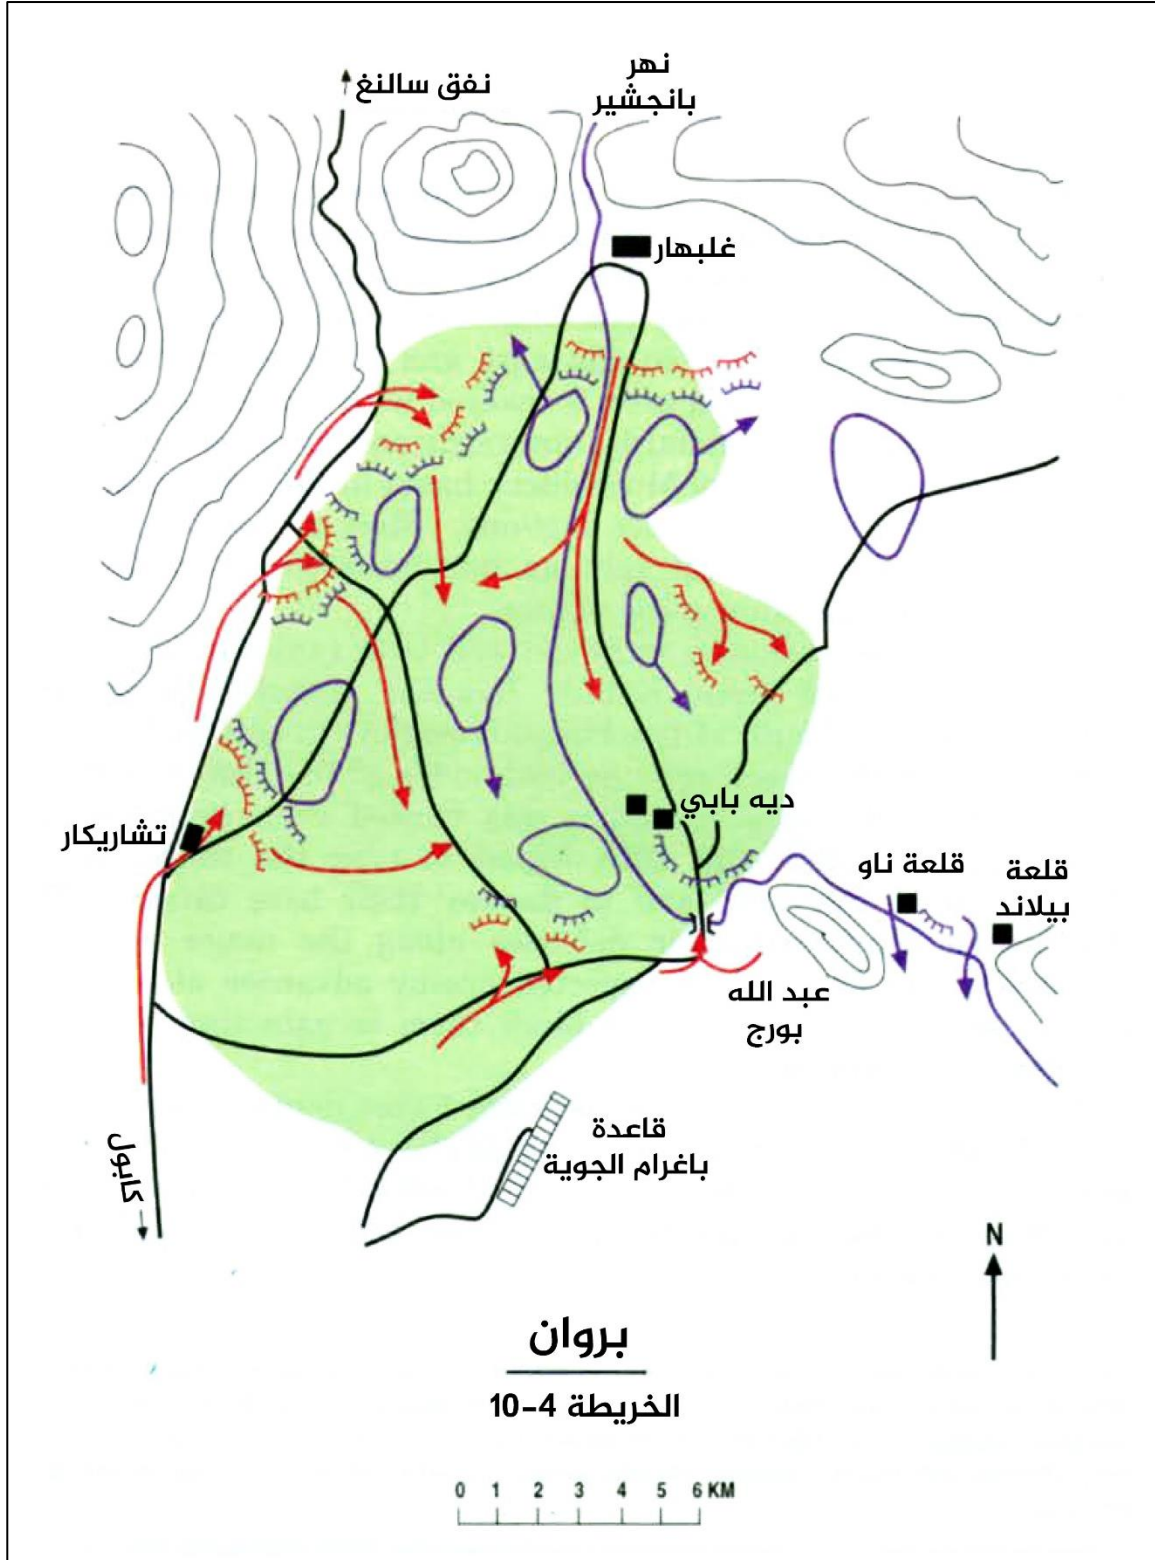 نفق سالنغ
نهر
بانجشير
غلبهار
ديه بابي
تشاريكار
قلعة ناو
قلعة
بيلاند
عبد الله
بورج
قاعدة
باغرام الجوية
كابول
N
بروان
الخريطة 4-10
0 1 2 3 4 5 6 KM